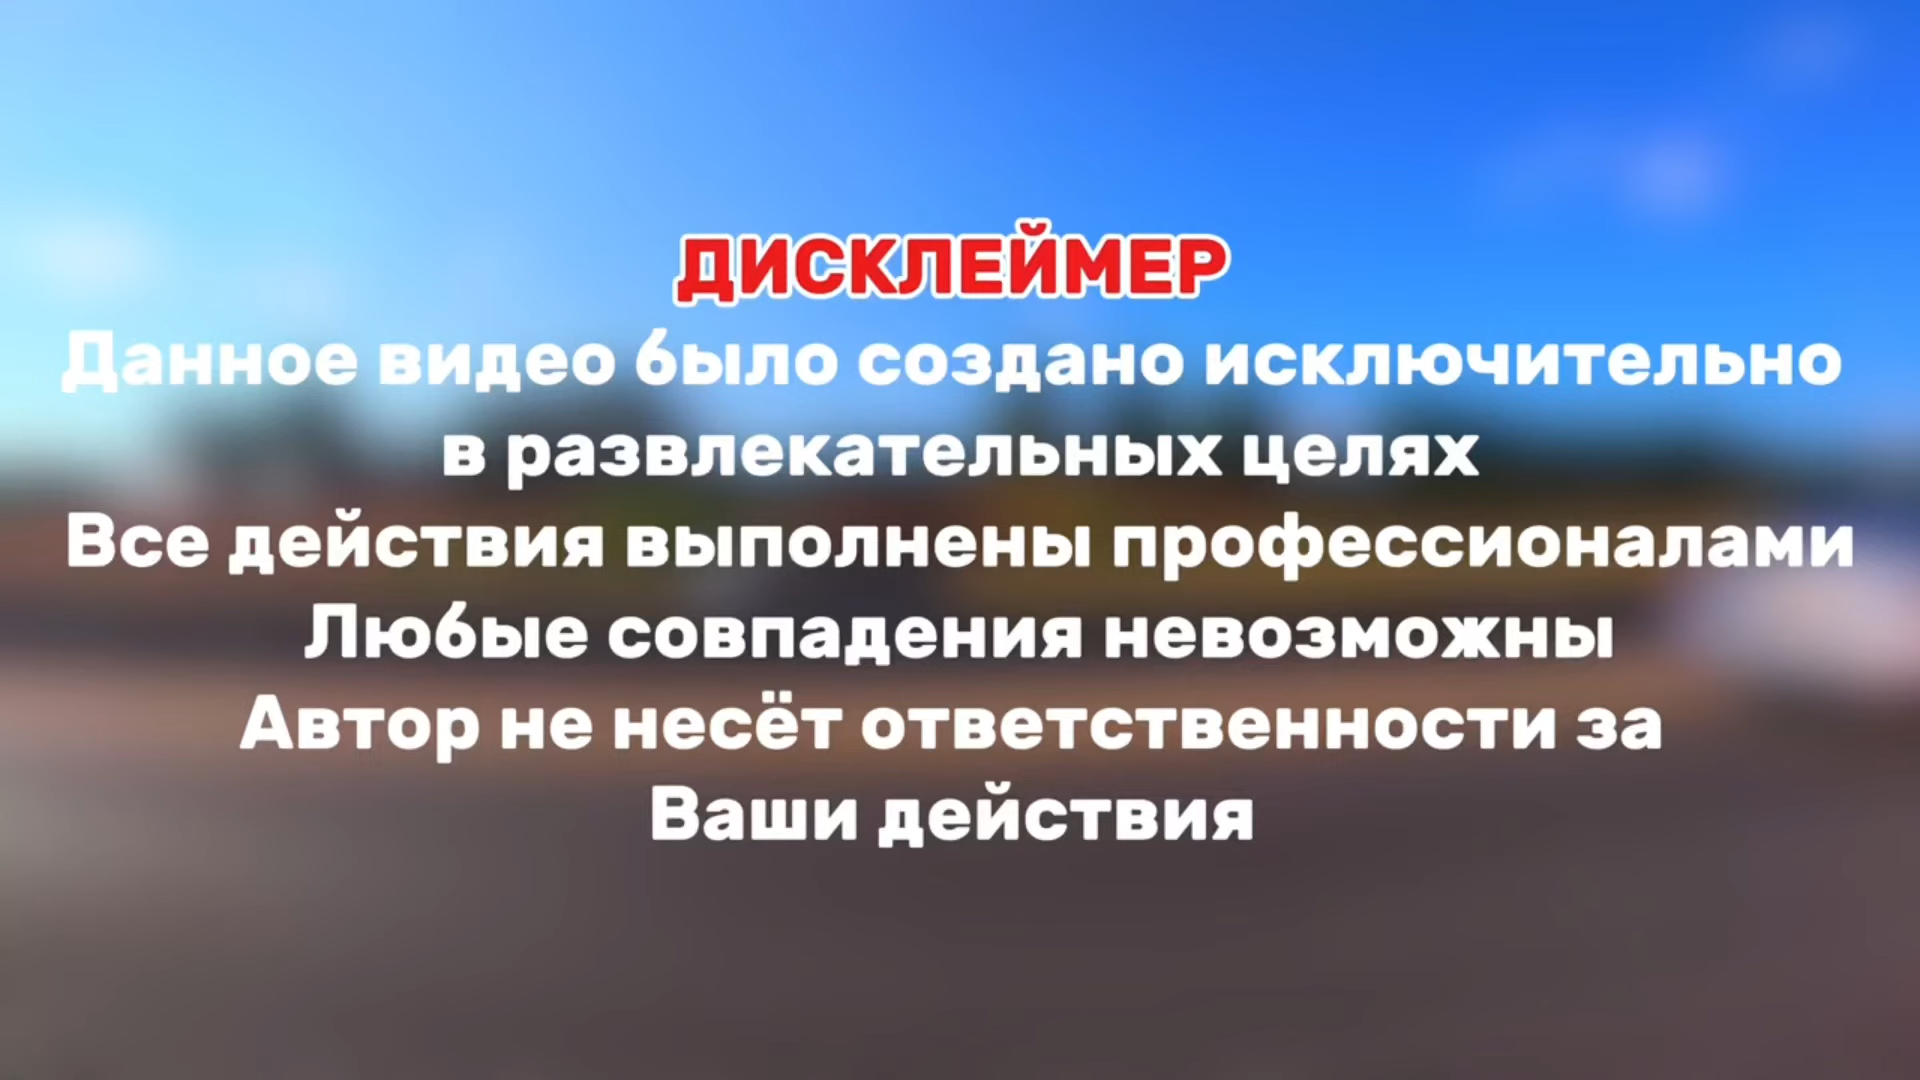 ДИСКЛЕЙМЕР
Данное видео было создано исключительно
в развлекательных целях
Все действия выполнены профессионалами
Любые совпадения невозможны
Автор не несёт ответственности за
Ваши действия